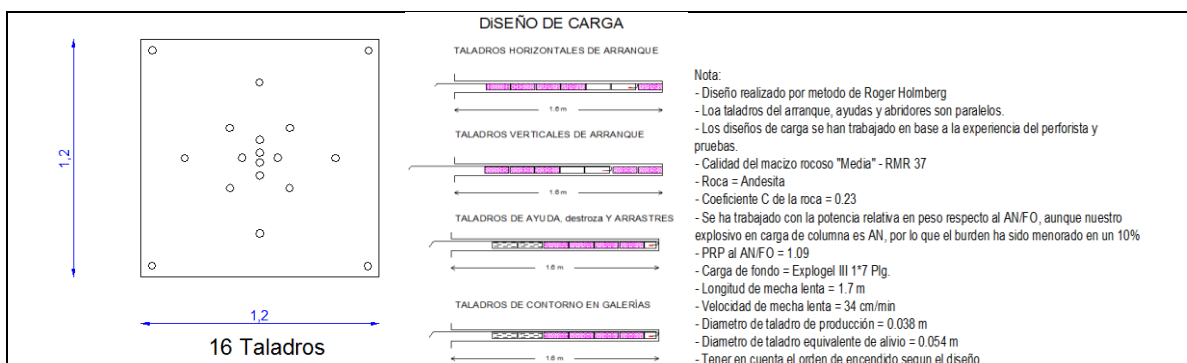 1,2
1,2
16 Taladros
DiSEÑO DE CARGA
TALADROS HORIZONTALES DE ARRANQUE
1.6 m
TALADROS VERTICALES DE ARRANQUE
1.6 m
TALADROS DE AYUDA, destroza Y ARRASTRES
1.6 m
TALADROS DE CONTORNO EN GALERÍAS
1.6 m
Nota:
- Diseño realizado por metodo de Roger Holmberg
- Loa taladros del arranque, ayudas y abridores son paralelos.
- Los diseños de carga se han trabajado en base a la experiencia del perforista y
pruebas.
- Calidad del macizo rocoso "Media" - RMR 37
- Roca = Andesita
- Coeficiente C de la roca = 0.23
- Se ha trabajado con la potencia relativa en peso respecto al AN/FO, aunque nuestro
explosivo en carga de columna es AN, por lo que el burden ha sido menorado en un 10%
- PRP al AN/FO = 1.09
- Carga de fondo = Explogel III 1*7 Plg.
- Longitud de mecha lenta = 1.7 m
- Velocidad de mecha lenta = 34 cm/min
- Diametro de taladro de producción = 0.038 m
- Diametro de taladro equivalente de alivio = 0.054 m
- Tener en cuenta el orden de encendido segun el diseño